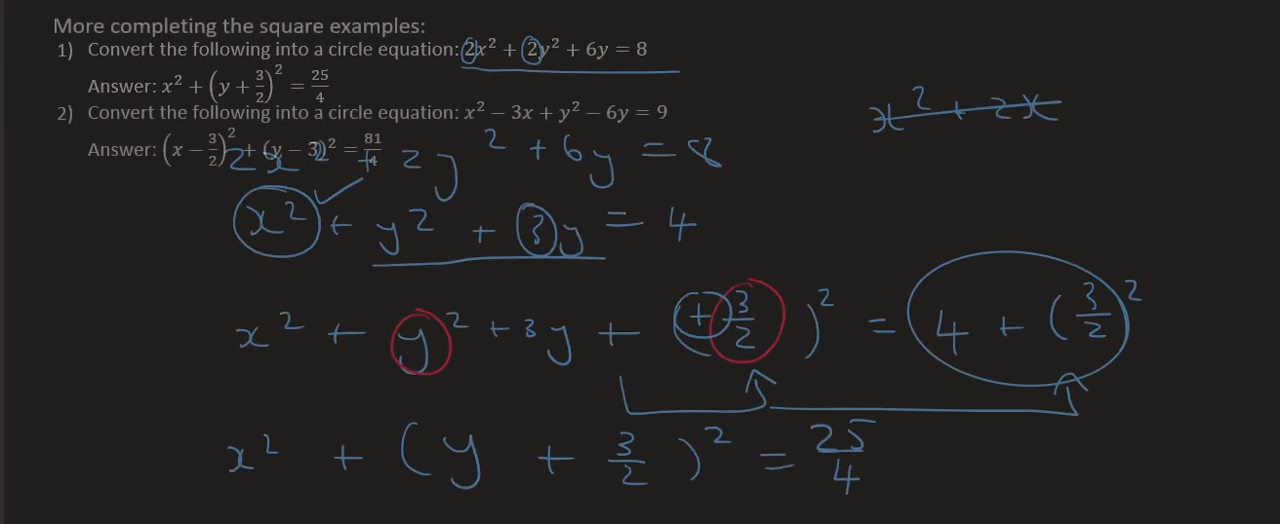 More completing the square examples:
1) Convert the following into a circle equation: 2x² + 2y² + 6y = 8
Answer: x² + (y + 3/2)² = 25/4
2) Convert the following into a circle equation: x² − 3x + y² − 6y = 9
Answer: (x − 3/2)² + (y − 3)² = 81/4
x² + 2x
2x² + 2y² + 6y = 8
x² + y² + 3y = 4
x² + y² + 3y + (+3/2)² = 4 + (3/2)²
x² + (y + 3/2)² = 25/4